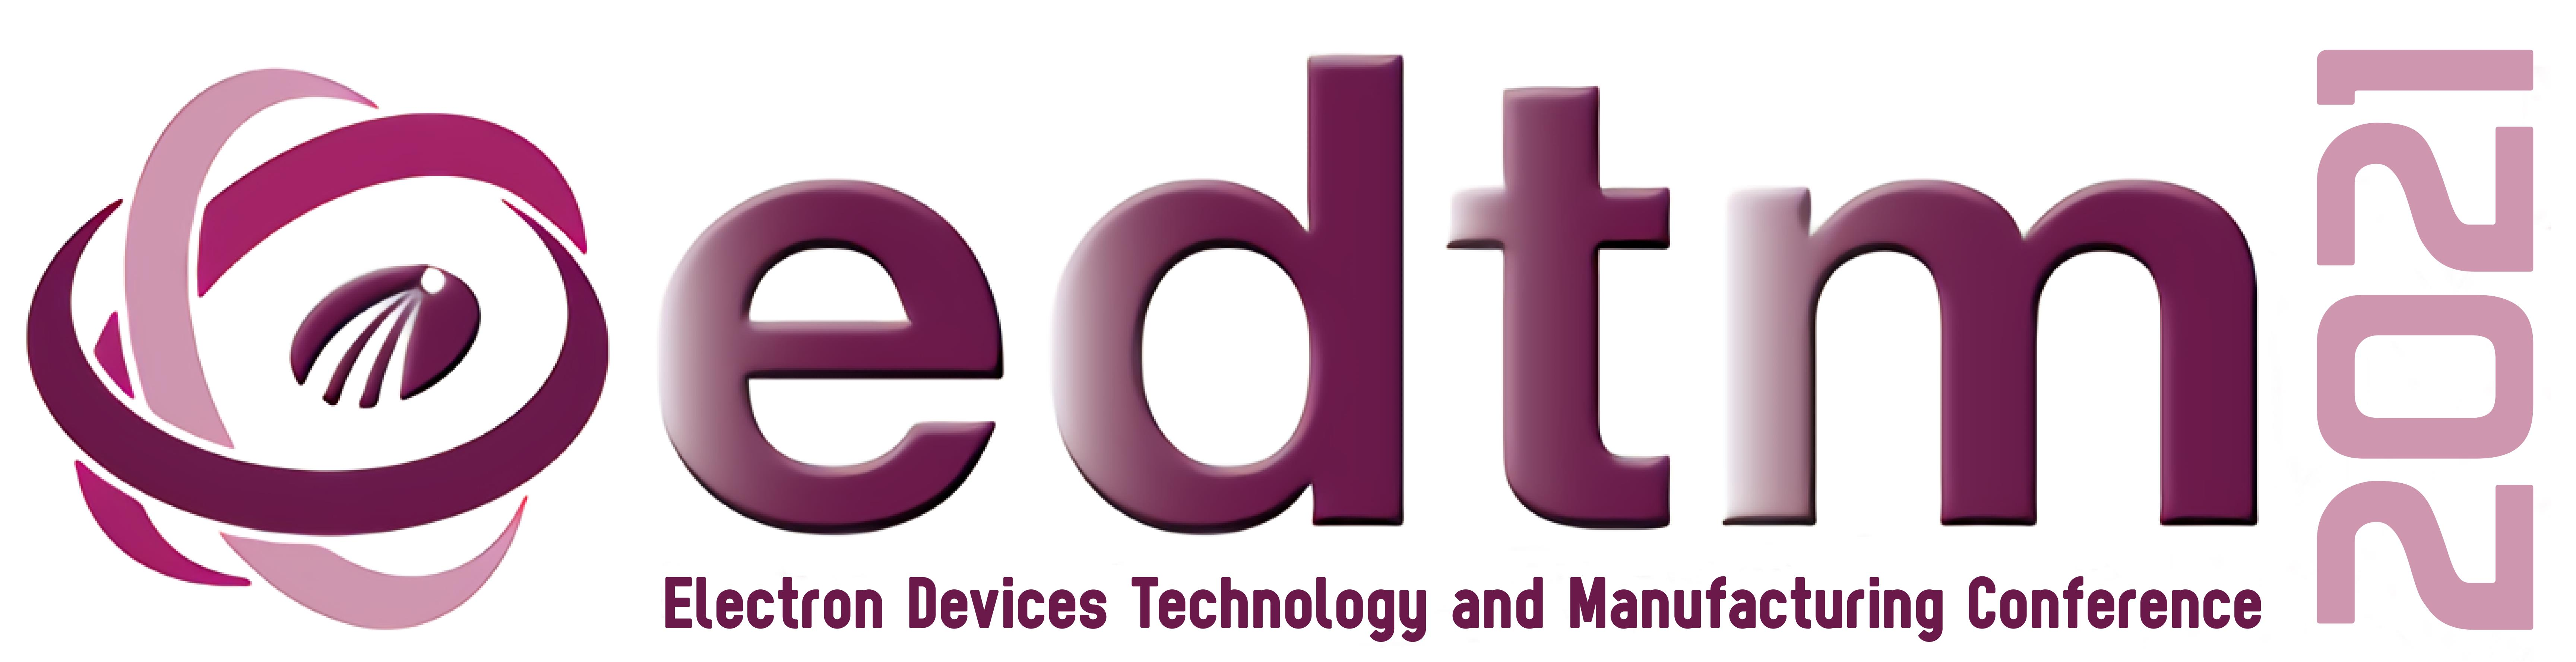 edtm
Electron Devices Technology and Manufacturing Conference
2021